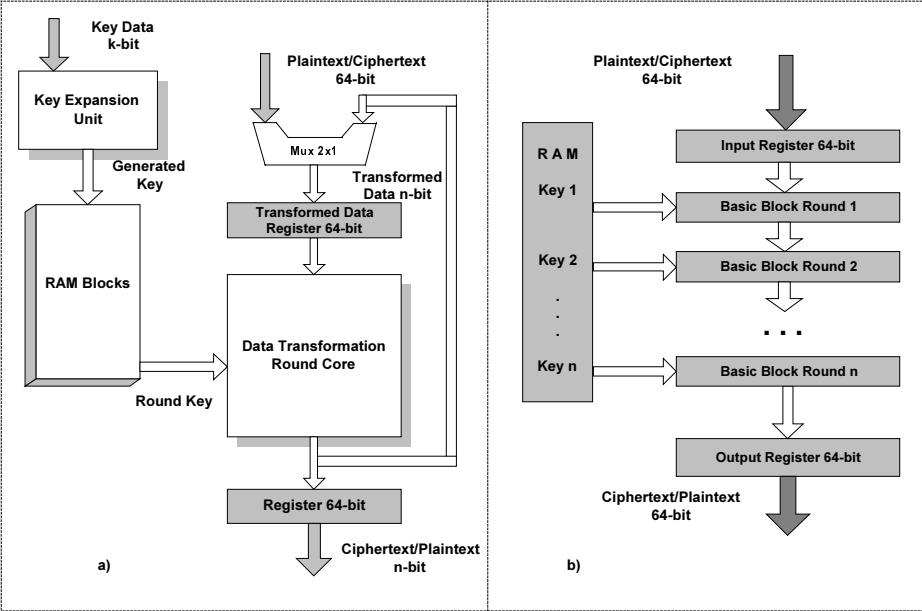 Key Data
k-bit
Key Expansion
Unit
Generated
Key
RAM Blocks
Round Key
Plaintext/Ciphertext
64-bit
Mux 2x1
Transformed
Data n-bit
Transformed Data
Register 64-bit
Data Transformation
Round Core
Register 64-bit
Ciphertext/Plaintext
n-bit
a)
Plaintext/Ciphertext
64-bit
R A M
Key 1
Key 2
.
.
.
Key n
Input Register 64-bit
Basic Block Round 1
Basic Block Round 2
. . .
Basic Block Round n
Output Register 64-bit
Ciphertext/Plaintext
64-bit
b)